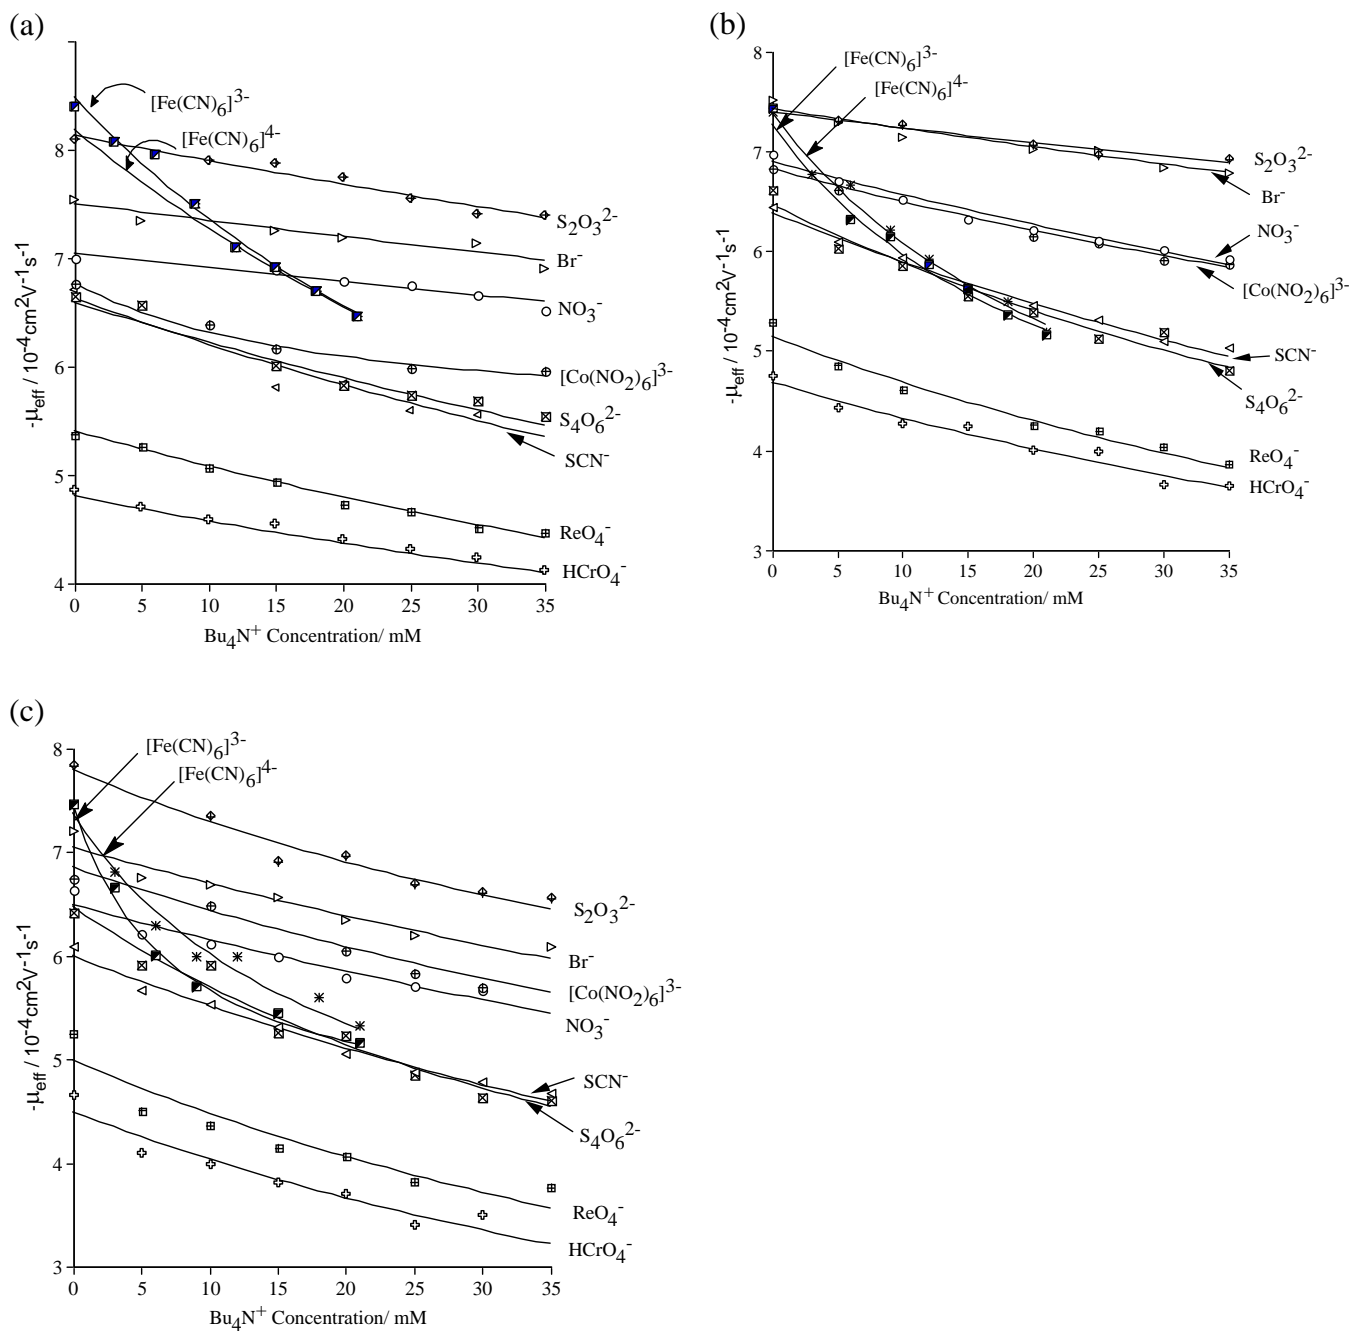 (a)
[Fe(CN)6]3-
[Fe(CN)6]4-
8
7
6
5
4
-μeff / 10-4cm2V-1s-1
S2O32-
Br-
NO3-
[Co(NO2)6]3-
S4O62-
SCN-
ReO4-
HCrO4-
0 5 10 15 20 25 30 35
Bu4N+ Concentration/ mM
(b)
[Fe(CN)6]3-
[Fe(CN)6]4-
8
7
6
5
4
3
-μeff / 10-4cm2V-1s-1
S2O32-
Br-
NO3-
[Co(NO2)6]3-
SCN-
S4O62-
ReO4-
HCrO4-
0 5 10 15 20 25 30 35
Bu4N+ Concentration/ mM
(c)
[Fe(CN)6]3-
[Fe(CN)6]4-
8
7
6
5
4
3
-μeff / 10-4cm2V-1s-1
S2O32-
Br-
[Co(NO2)6]3-
NO3-
SCN-
S4O62-
ReO4-
HCrO4-
0 5 10 15 20 25 30 35
Bu4N+ Concentration/ mM